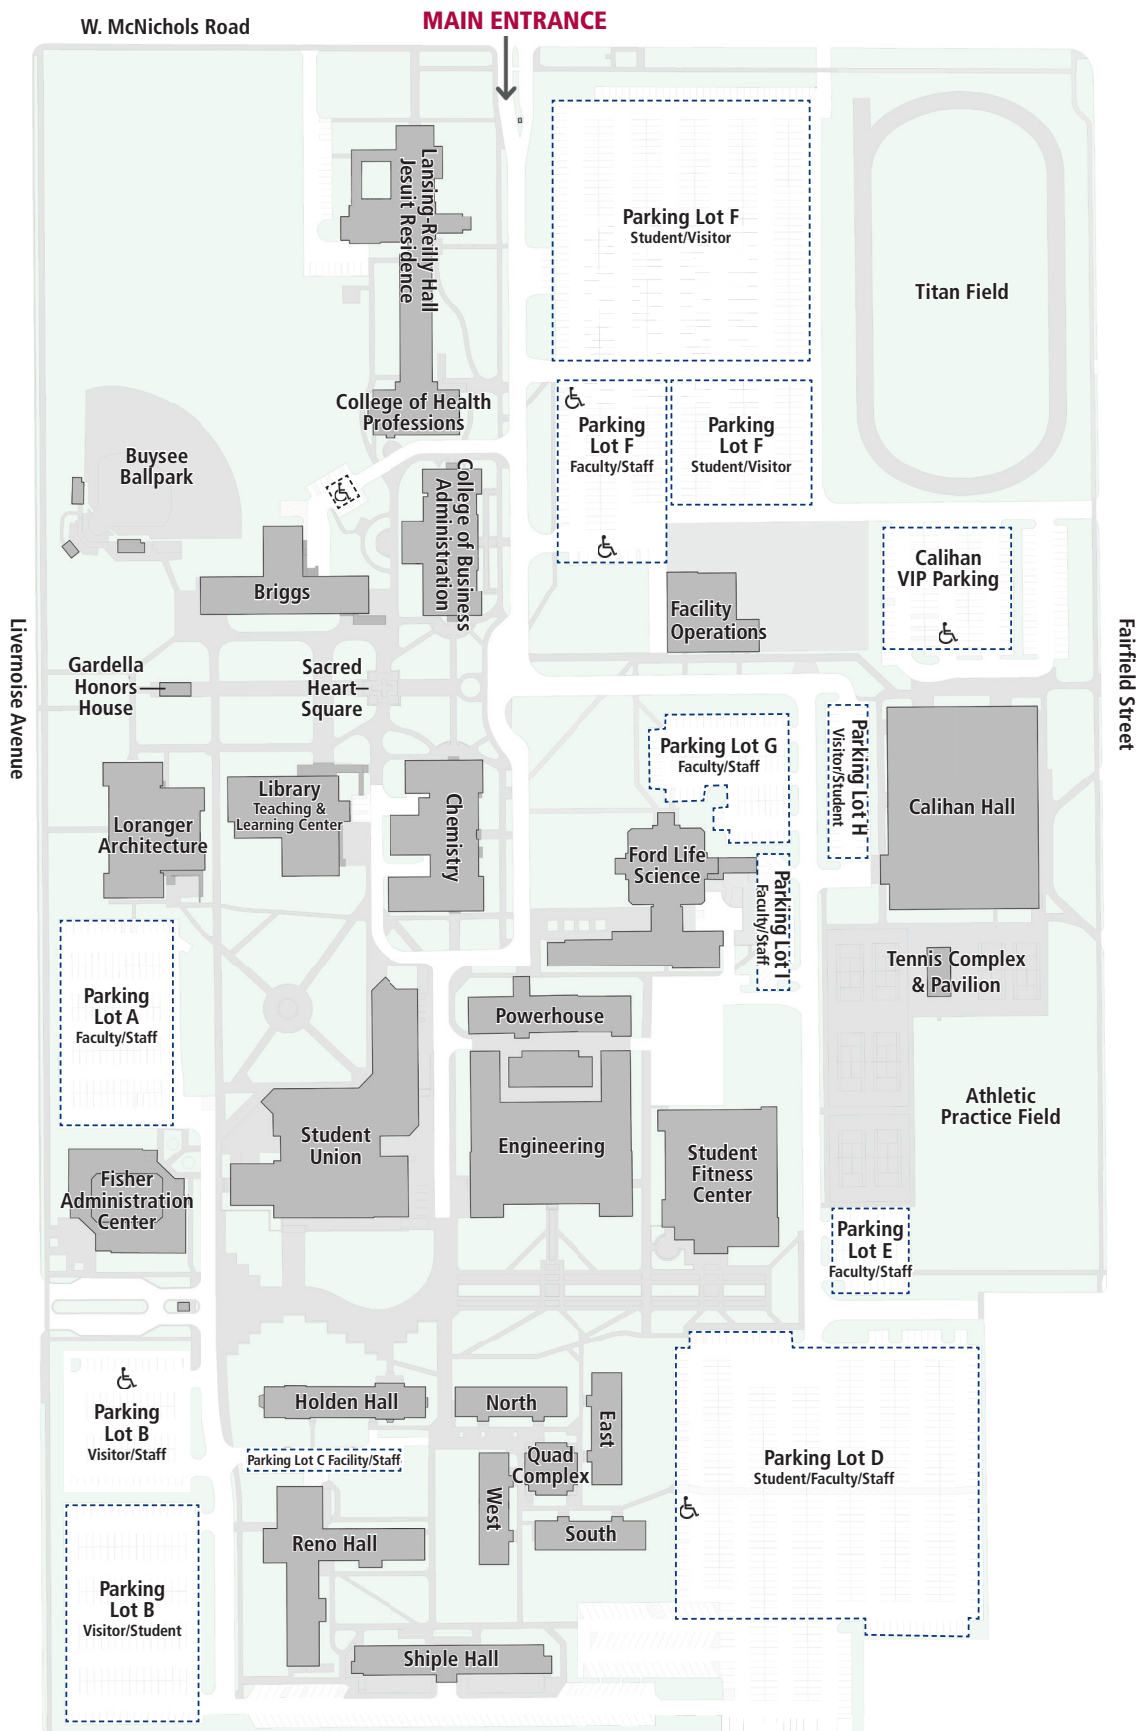 MAIN ENTRANCE
W. McNichols Road
Lansing-Reilly Hall
Jesuit Residence
Parking Lot F
Student/Visitor
Titan Field
College of Health
Professions
Parking
Lot F
Faculty/Staff
Parking
Lot F
Student/Visitor
Buysee
Ballpark
College of Business
Administration
Calihan
VIP Parking
Briggs
Facility
Operations
Livernoise Avenue
Fairfield Street
Gardella
Honors
House
Sacred
Heart
Square
Parking Lot G
Faculty/Staff
Parking Lot H
Visitor/Student
Calihan Hall
Library
Teaching &
Learning Center
Chemistry
Loranger
Architecture
Ford Life
Science
Parking Lot I
Faculty/Staff
Tennis Complex
& Pavilion
Parking
Lot A
Faculty/Staff
Powerhouse
Athletic
Practice Field
Student
Union
Engineering
Student
Fitness
Center
Fisher
Administration
Center
Parking
Lot E
Faculty/Staff
Holden Hall
North
East
Parking
Lot B
Visitor/Staff
Parking Lot C Facility/Staff
Quad
Complex
Parking Lot D
Student/Faculty/Staff
West
South
Reno Hall
Parking
Lot B
Visitor/Student
Shiple Hall